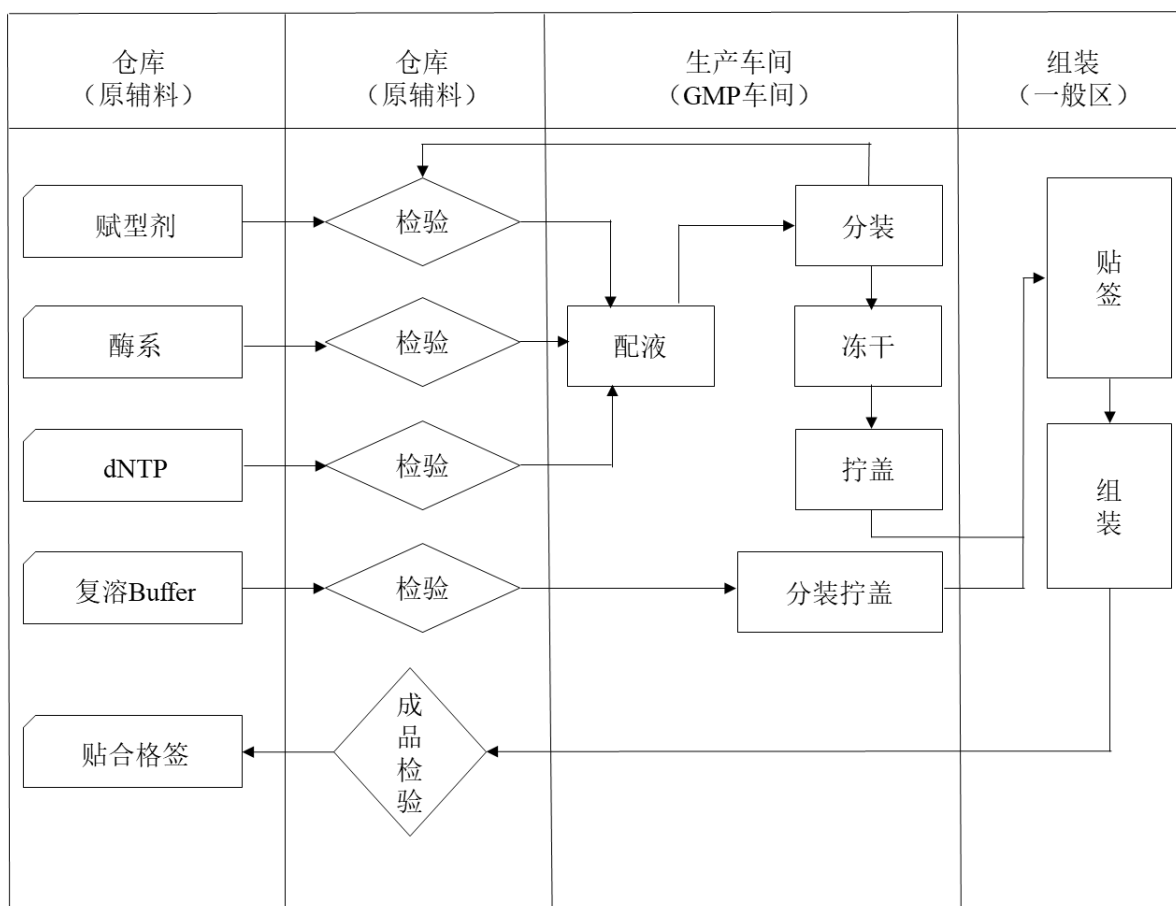 仓库
（原辅料）
仓库
（原辅料）
生产车间
（GMP车间）
组装
（一般区）
赋型剂
检验
分装
贴
签
酶系
检验
配液
冻干
dNTP
检验
拧盖
组
装
复溶Buffer
检验
分装拧盖
贴合格签
成
品
检
验